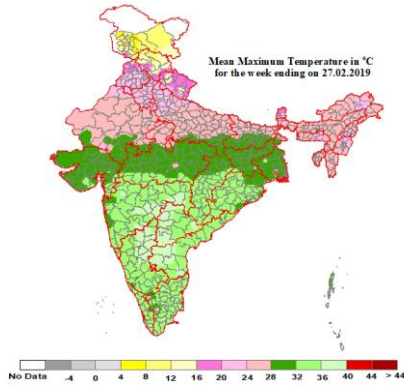 Mean Maximum Temperature in °C
for the week ending on 27.02.2019
No Data -4 0 4 8 12 16 20 24 28 32 36 40 44 > 44